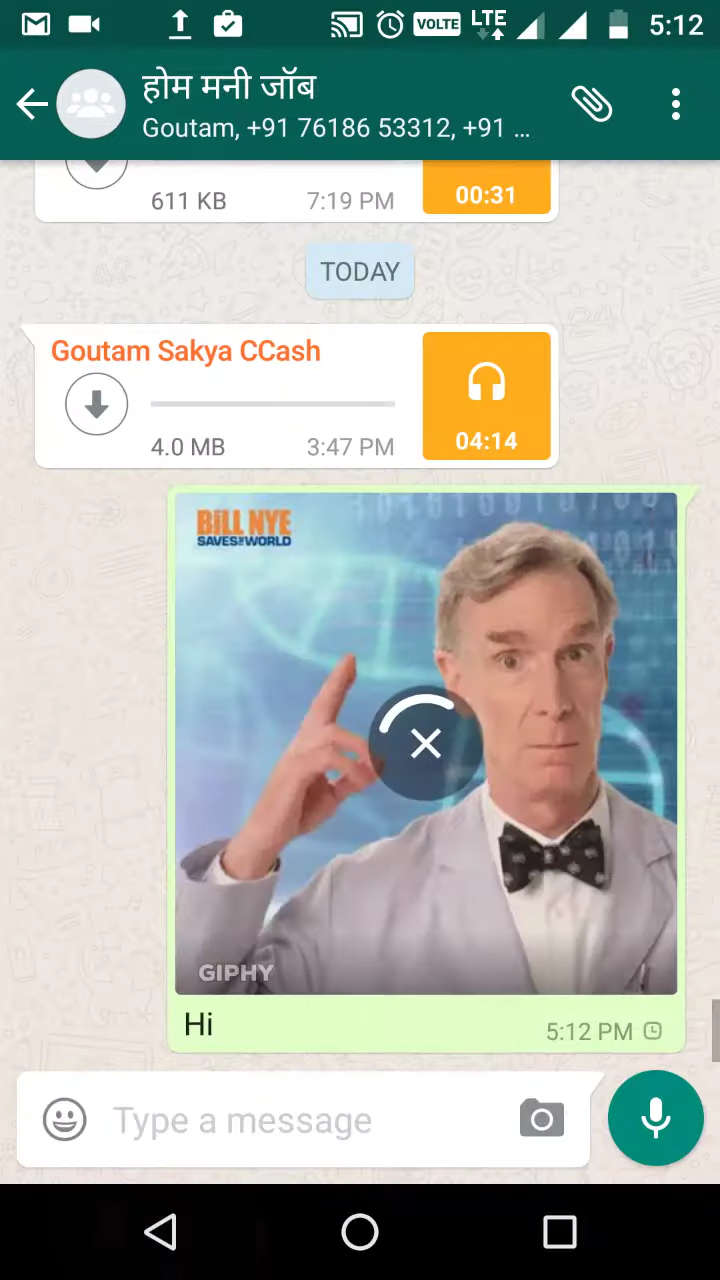 VOLTE LTE 5:12
होम मनी जॉब
Goutam, +91 76186 53312, +91 ...
611 KB 7:19 PM 00:31
TODAY
Goutam Sakya CCash
4.0 MB 3:47 PM 04:14
BILL NYE
SAVES THE WORLD
GIPHY
Hi
5:12 PM
Type a message